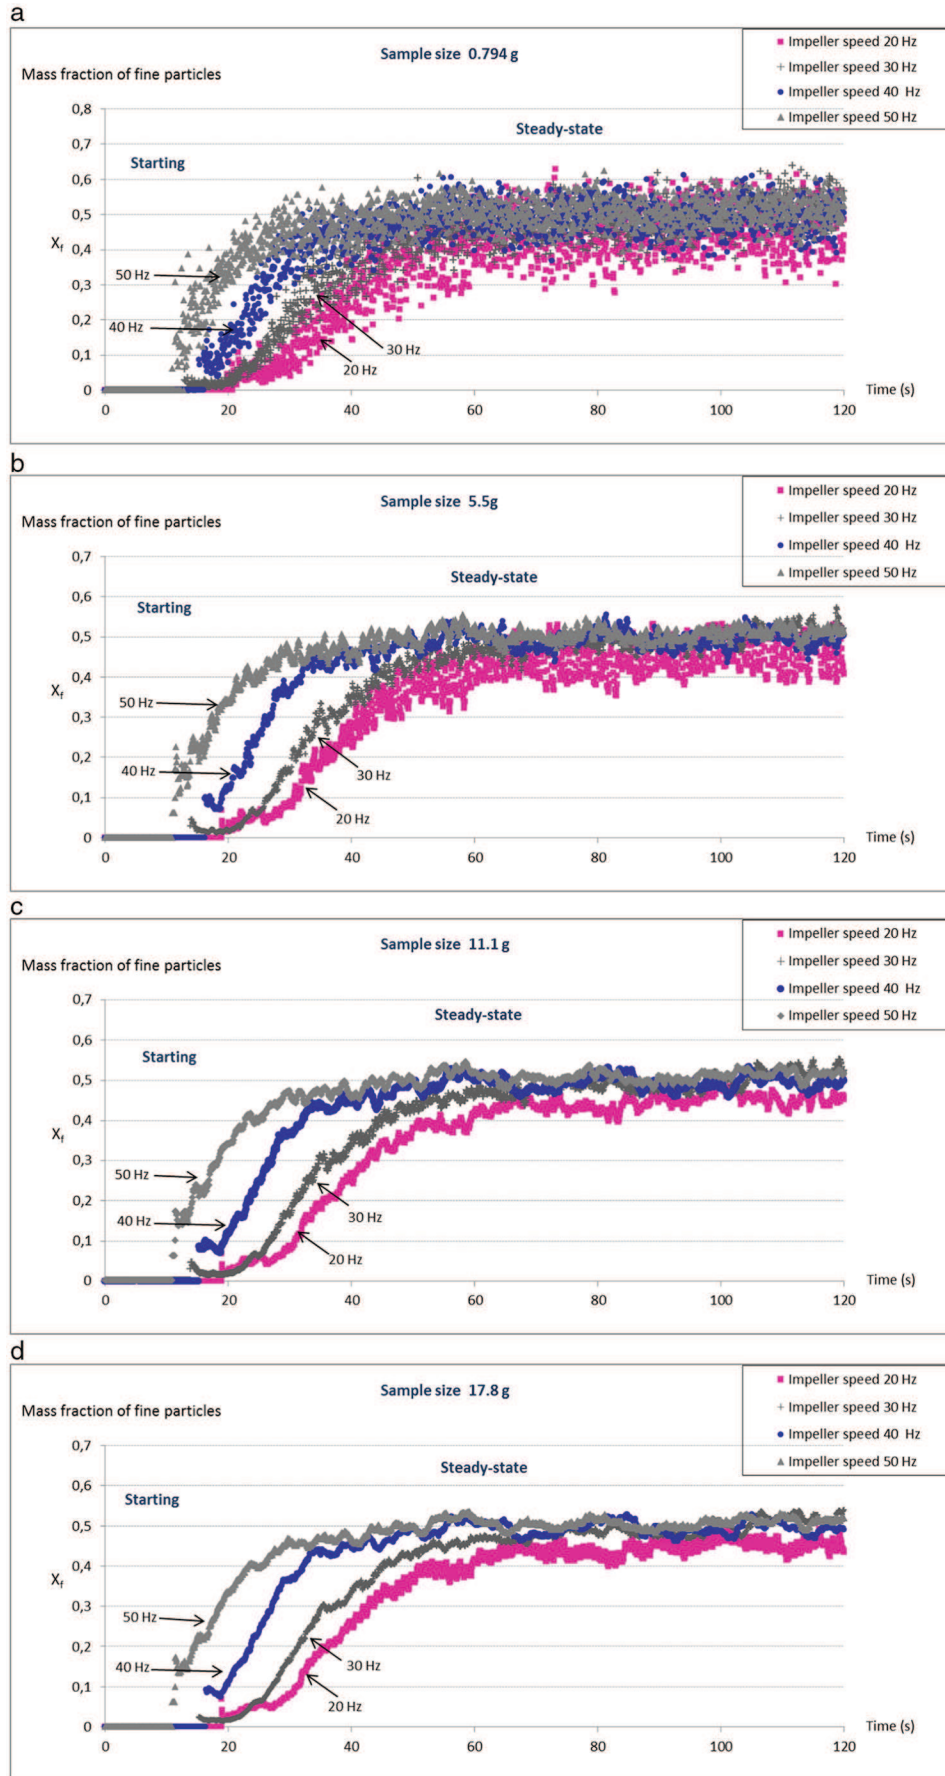 a
Sample size 0.794 g
Mass fraction of fine particles
Impeller speed 20 Hz
Impeller speed 30 Hz
Impeller speed 40 Hz
Impeller speed 50 Hz
0,8
0,7
0,6
0,5
0,4
0,3
0,2
0,1
0
Xf
Starting
Steady-state
50 Hz
40 Hz
30 Hz
20 Hz
0 20 40 60 80 100 120
Time (s)
b
Sample size 5.5g
Mass fraction of fine particles
Impeller speed 20 Hz
Impeller speed 30 Hz
Impeller speed 40 Hz
Impeller speed 50 Hz
0,7
0,6
0,5
0,4
0,3
0,2
0,1
0
Xf
Starting
Steady-state
50 Hz
40 Hz
30 Hz
20 Hz
0 20 40 60 80 100 120
Time (s)
c
Sample size 11.1 g
Mass fraction of fine particles
Impeller speed 20 Hz
Impeller speed 30 Hz
Impeller speed 40 Hz
Impeller speed 50 Hz
0,7
0,6
0,5
0,4
0,3
0,2
0,1
0
Xf
Starting
Steady-state
50 Hz
40 Hz
30 Hz
20 Hz
0 20 40 60 80 100 120
Time (s)
d
Sample size 17.8 g
Mass fraction of fine particles
Impeller speed 20 Hz
Impeller speed 30 Hz
Impeller speed 40 Hz
Impeller speed 50 Hz
0,7
0,6
0,5
0,4
0,3
0,2
0,1
0
Xf
Starting
Steady-state
50 Hz
40 Hz
30 Hz
20 Hz
0 20 40 60 80 100 120
Time (s)